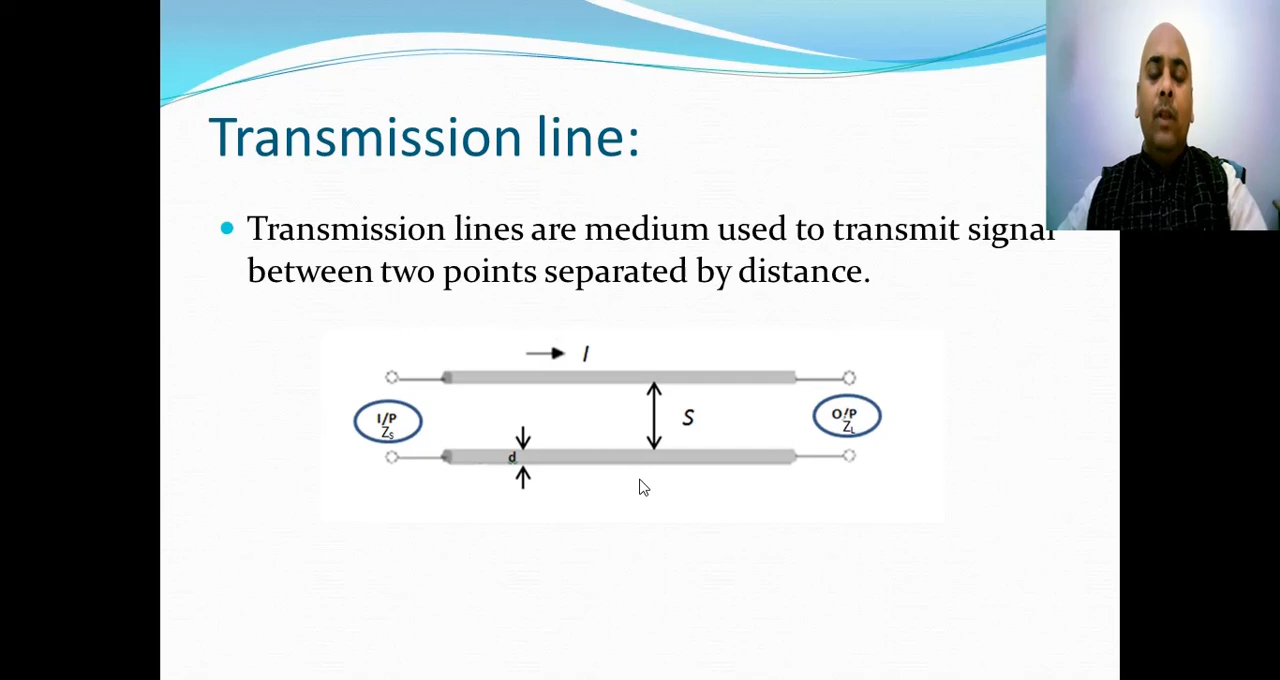 Transmission line:
Transmission lines are medium used to transmit signal
between two points separated by distance.
I
I/P
Zs
S
O/P
ZL
d